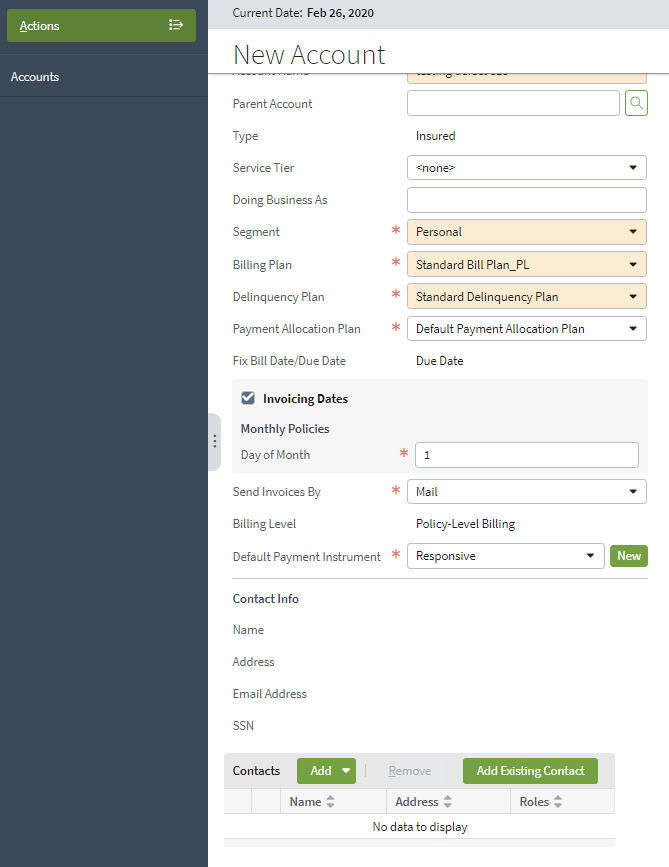 Current Date: Feb 26, 2020
Actions
New Account
Accounts
Parent Account
Type Insured
Service Tier <none>
Doing Business As
Segment * Personal
Billing Plan * Standard Bill Plan_PL
Delinquency Plan * Standard Delinquency Plan
Payment Allocation Plan * Default Payment Allocation Plan
Fix Bill Date/Due Date Due Date
Invoicing Dates
Monthly Policies
Day of Month * 1
Send Invoices By * Mail
Billing Level Policy-Level Billing
Default Payment Instrument * Responsive New
Contact Info
Name
Address
Email Address
SSN
Contacts Add Remove Add Existing Contact
Name Address Roles
No data to display